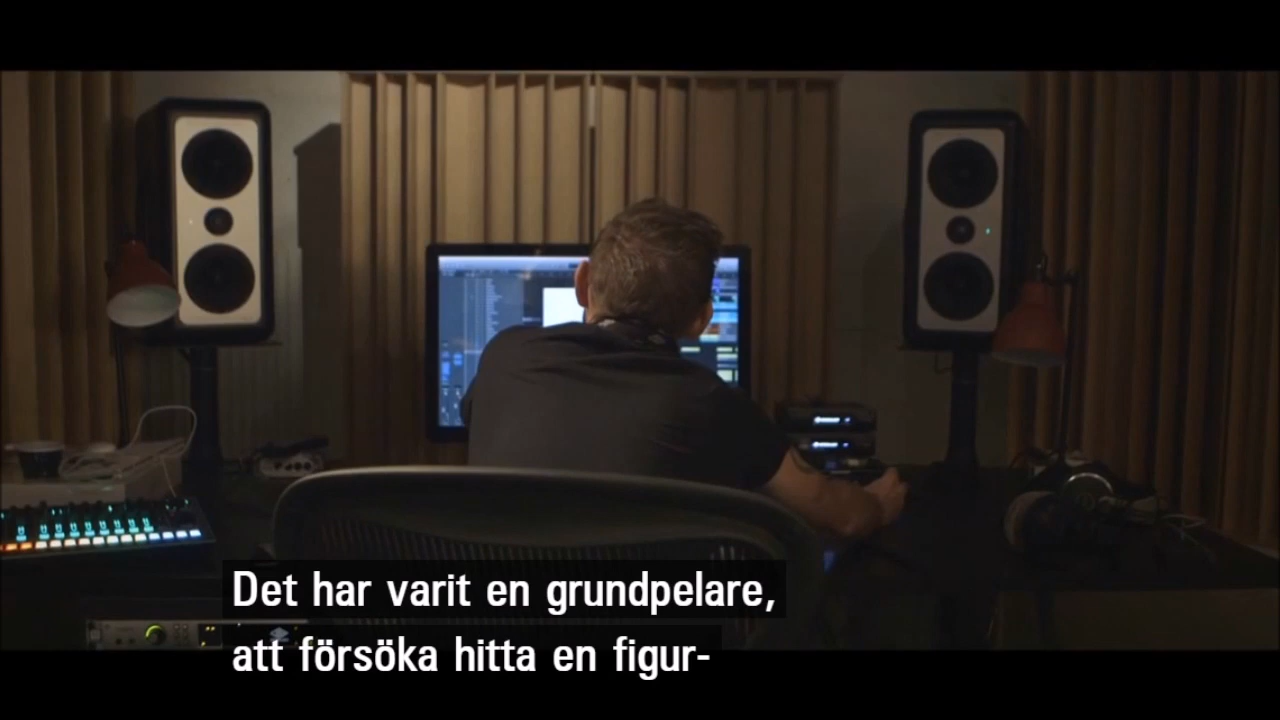 Det har varit en grundpelare,
att försöka hitta en figur-